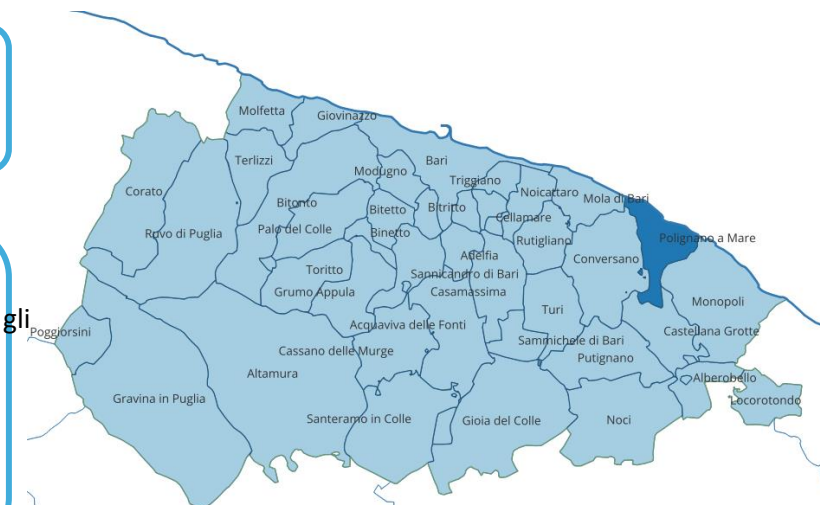 Molfetta
Giovinazzo
Terlizzi
Bari
Modugno
Triggiano
Corato
Noicattaro
Mola di Bari
Bitonto
Bitetto
Bitritto
Cellamare
Ruvo di Puglia
Palo del Colle
Binetto
Rutigliano
Polignano a Mare
Adelfia
Conversano
Toritto
Sannicandro di Bari
Grumo Appula
Casamassima
Monopoli
Turi
gli
Poggiorsini
Acquaviva delle Fonti
Castellana Grotte
Sammichele di Bari
Cassano delle Murge
Putignano
Altamura
Alberobello
Gravina in Puglia
Locorotondo
Santeramo in Colle
Gioia del Colle
Noci